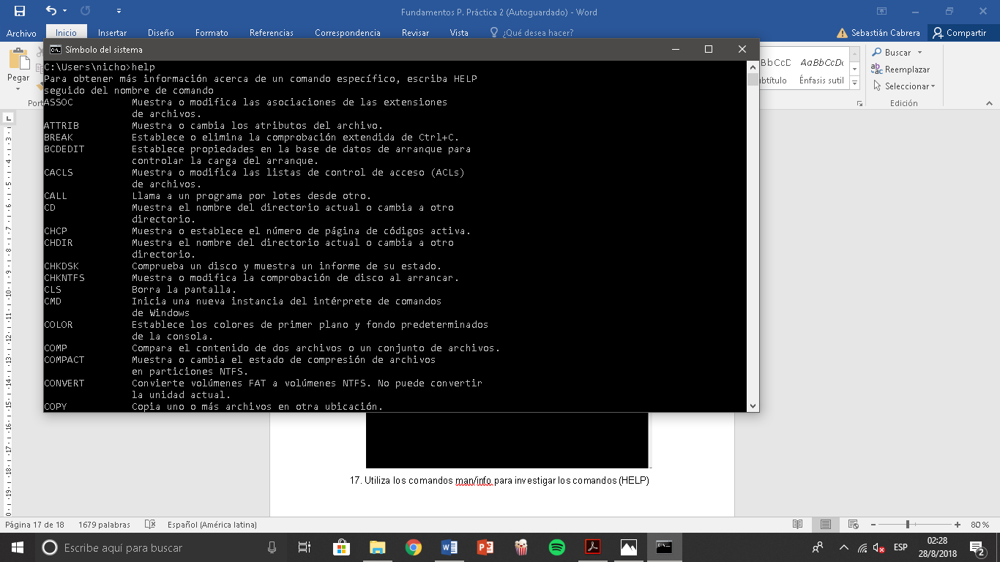 Fundamentos P. Práctica 2 (Autoguardado) - Word
Archivo Inicio Insertar Diseño Formato Referencias Correspondencia Revisar Vista ¿Qué desea hacer? Sebastián Cabrera Compartir
Símbolo del sistema
Pegar
AaBbCcDc
Énfasis sutil
Buscar
Reemplazar
Seleccionar
Edición
C:\Users\nicho>help
Para obtener más información acerca de un comando específico, escriba HELP
seguido del nombre de comando
ASSOC Muestra o modifica las asociaciones de las extensiones
de archivos.
ATTRIB Muestra o cambia los atributos del archivo.
BREAK Establece o elimina la comprobación extendida de Ctrl+C.
BCDEDIT Establece propiedades en la base de datos de arranque para
controlar la carga del arranque.
CACLS Muestra o modifica las listas de control de acceso (ACLs)
de archivos.
CALL Llama a un programa por lotes desde otro.
CD Muestra el nombre del directorio actual o cambia a otro
directorio.
CHCP Muestra o establece el número de página de códigos activa.
CHDIR Muestra el nombre del directorio actual o cambia a otro
directorio.
CHKDSK Comprueba un disco y muestra un informe de su estado.
CHKNTFS Muestra o modifica la comprobación de disco al arrancar.
CLS Borra la pantalla.
CMD Inicia una nueva instancia del intérprete de comandos
de Windows
COLOR Establece los colores de primer plano y fondo predeterminados
de la consola.
COMP Compara el contenido de dos archivos o un conjunto de archivos.
COMPACT Muestra o cambia el estado de compresión de archivos
en particiones NTFS.
CONVERT Convierte volúmenes FAT a volúmenes NTFS. No puede convertir
la unidad actual.
COPY Copia uno o más archivos en otra ubicación.
17. Utiliza los comandos man/info para investigar los comandos (HELP)
Página 17 de 18 1679 palabras Español (América latina) 80 %
Escribe aquí para buscar
ESP
02:28
28/8/2018
2